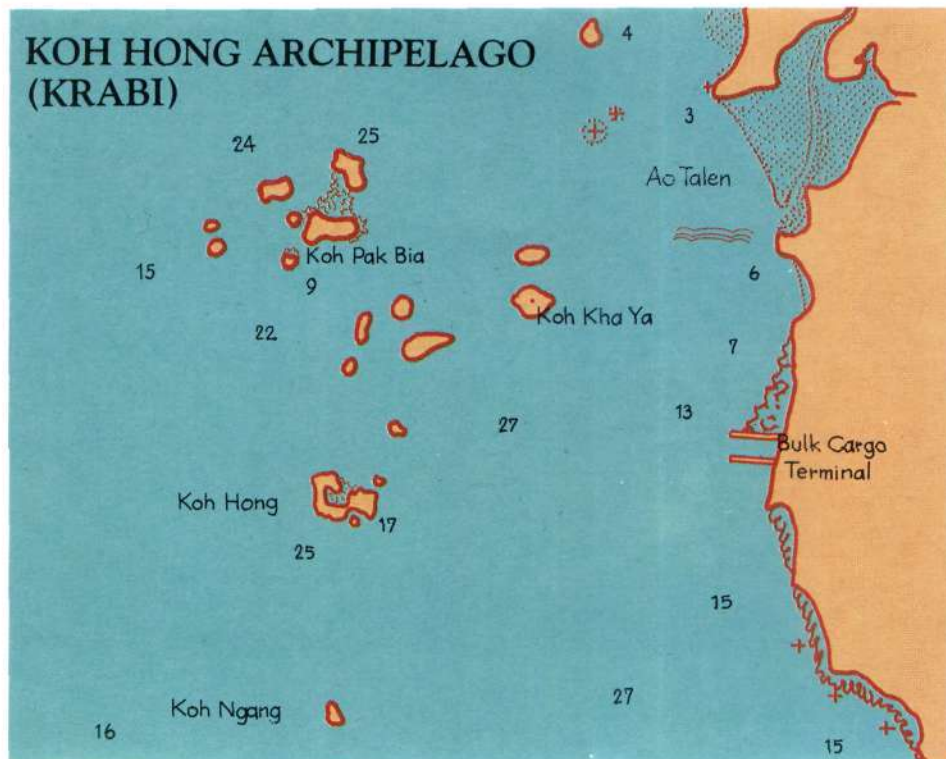 KOH HONG ARCHIPELAGO
(KRABI)
4
3
24
25
Ao Talen
Koh Pak Bia
15
9
6
22
Koh Kha Ya
7
13
27
Bulk Cargo
Terminal
Koh Hong
17
25
15
Koh Ngang
27
16
15